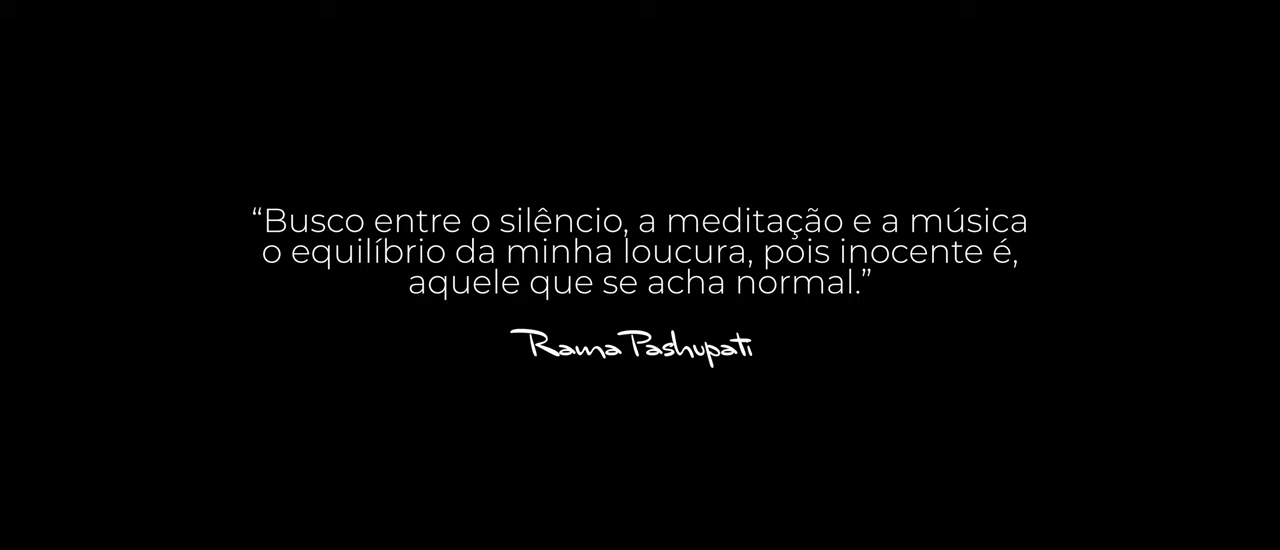 “Busco entre o silêncio, a meditação e a música
o equilíbrio da minha loucura, pois inocente é,
aquele que se acha normal.”
Rama Pashupati